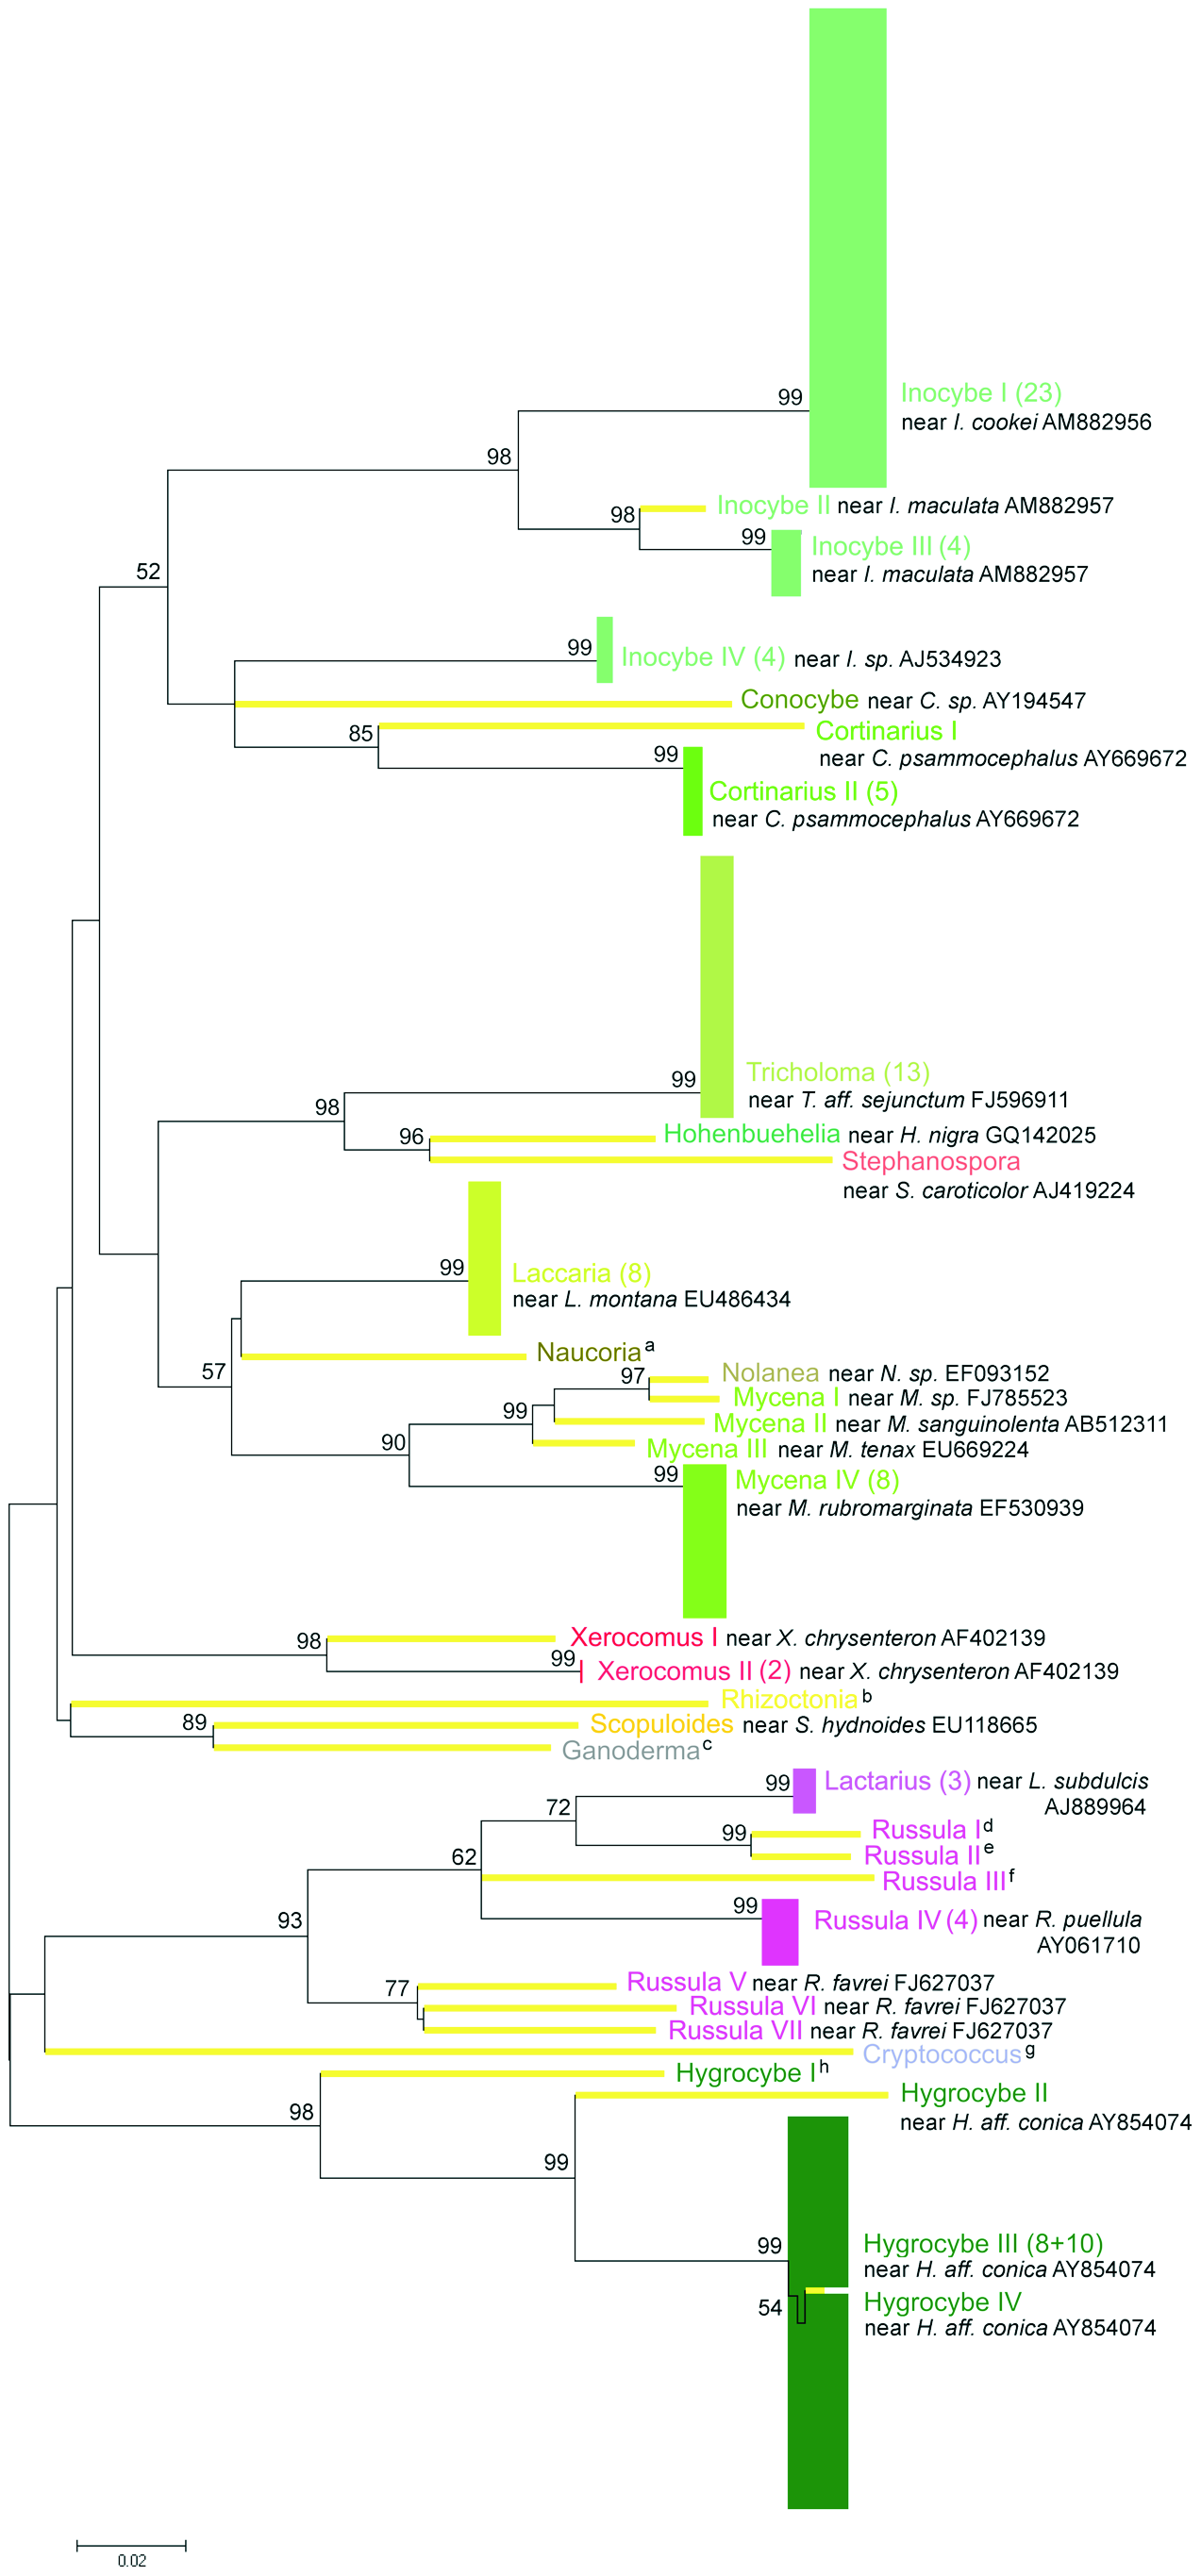 99
Inocybe I (23)
near I. cookei AM882956
98
98
Inocybe II near I. maculata AM882957
99
Inocybe III (4)
near I. maculata AM882957
52
99
Inocybe IV (4) near I. sp. AJ534923
Conocybe near C. sp. AY194547
85
Cortinarius I
near C. psammocephalus AY669672
99
Cortinarius II (5)
near C. psammocephalus AY669672
99
Tricholoma (13)
near T. aff. sejunctum FJ596911
98
96
Hohenbuehelia near H. nigra GQ142025
Stephanospora
near S. caroticolor AJ419224
99
Laccaria (8)
near L. montana EU486434
Naucoria a
57
97
Nolanea near N. sp. EF093152
Mycena I near M. sp. FJ785523
99
Mycena II near M. sanguinolenta AB512311
90
Mycena III near M. tenax EU669224
99
Mycena IV (8)
near M. rubromarginata EF530939
98
Xerocomus I near X. chrysenteron AF402139
99
Xerocomus II (2) near X. chrysenteron AF402139
Rhizoctonia b
89
Scopuloides near S. hydnoides EU118665
Ganoderma c
99
Lactarius (3) near L. subdulcis
AJ889964
72
99
Russula I d
Russula II e
62
Russula III f
99
Russula IV (4) near R. puellula
AY061710
93
77
Russula V near R. favrei FJ627037
Russula VI near R. favrei FJ627037
Russula VII near R. favrei FJ627037
Cryptococcus g
Hygrocybe I h
98
Hygrocybe II
near H. aff. conica AY854074
99
99
Hygrocybe III (8+10)
near H. aff. conica AY854074
54
Hygrocybe IV
near H. aff. conica AY854074
0.02